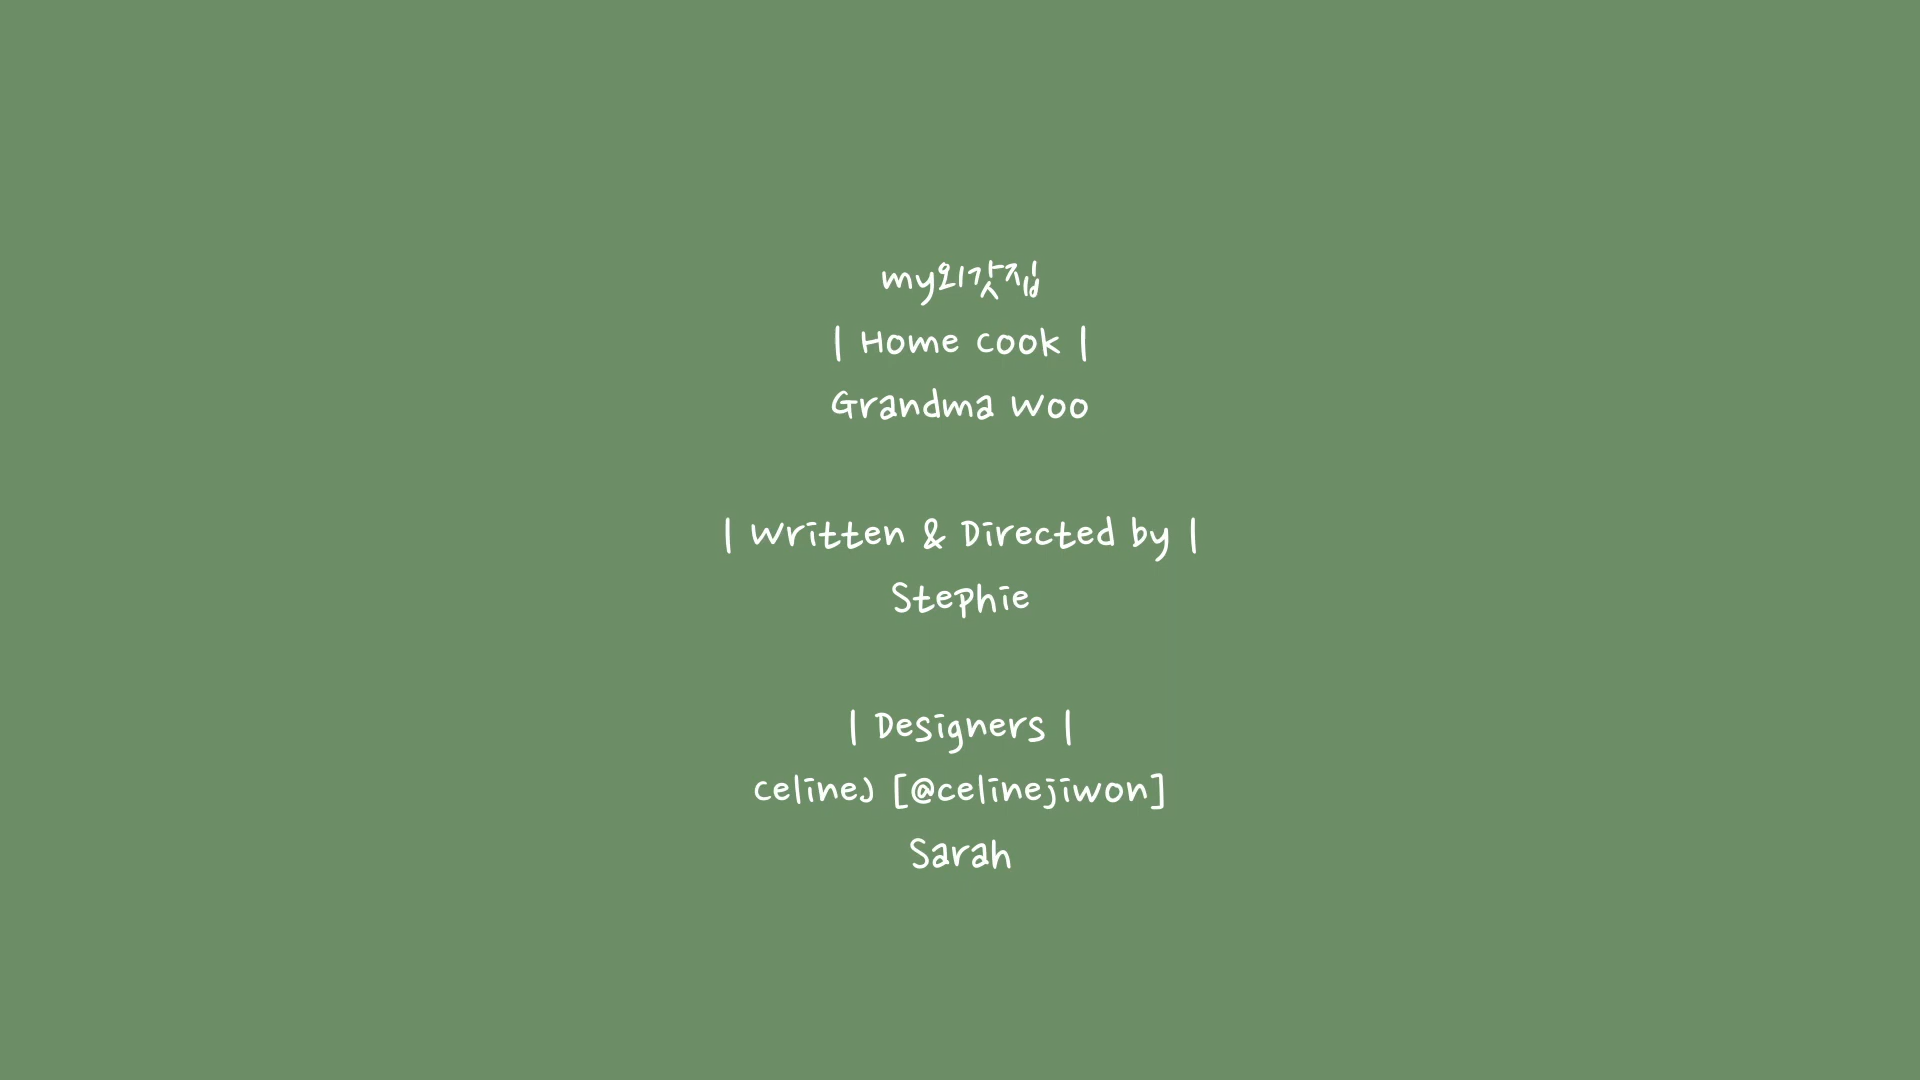 my외갓집
| Home Cook |
Grandma Woo
| Written & Directed by |
Stephie
| Designers |
CelineJ [@celinejiwon]
Sarah